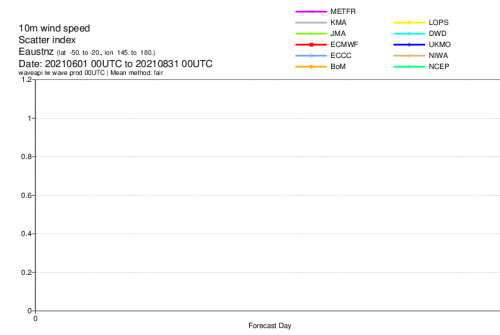 10m wind speed
Scatter index
Eaustnz (lat -50. to -20., lon 145. to 180.)
Date: 20210601 00UTC to 20210831 00UTC
waveapi lw wave prod 00UTC | Mean method: fair
METFR
KMA
LOPS
JMA
DWD
ECMWF
UKMO
ECCC
NIWA
BoM
NCEP
1.2
1
0.8
0.6
0.4
0.2
0
0
Forecast Day